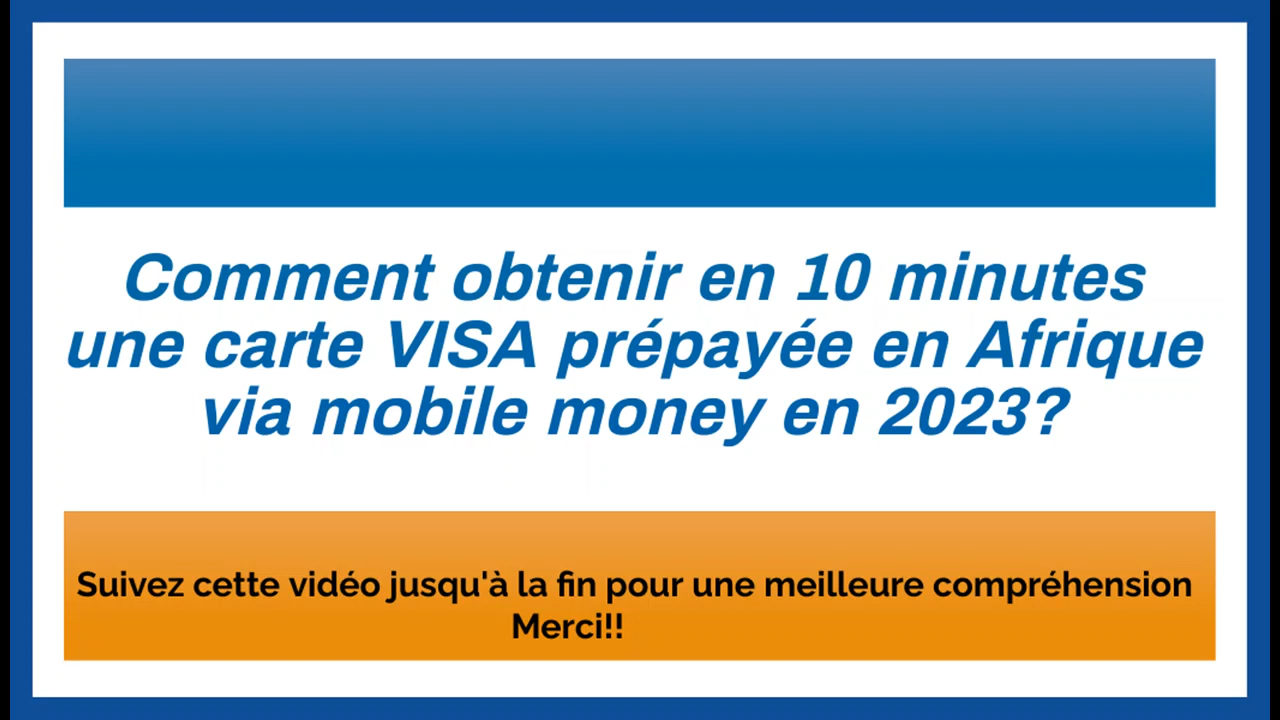 Comment obtenir en 10 minutes
une carte VISA prépayée en Afrique
via mobile money en 2023?
Suivez cette vidéo jusqu'à la fin pour une meilleure compréhension
Merci!!